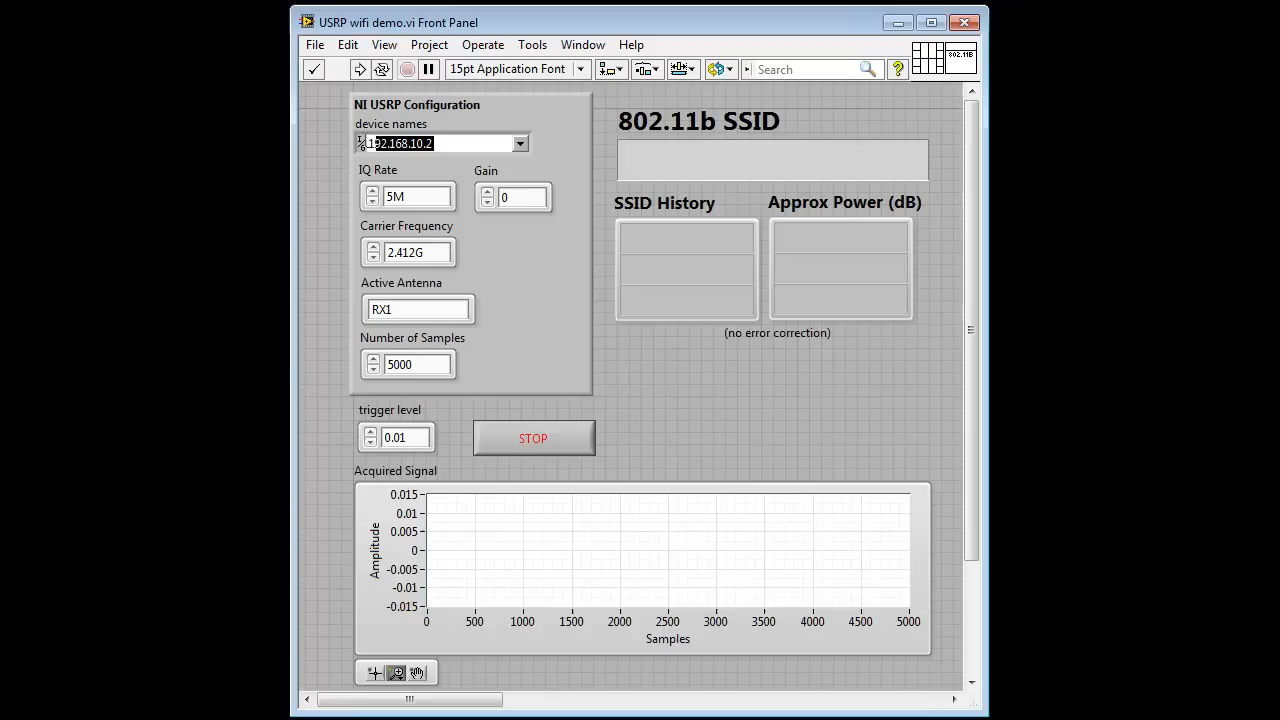 USRP wifi demo.vi Front Panel
File Edit View Project Operate Tools Window Help
15pt Application Font
Search
802.11B
NI USRP Configuration
device names
192.168.10.2
IQ Rate
Gain
5M
0
Carrier Frequency
2.412G
Active Antenna
RX1
Number of Samples
5000
trigger level
0.01
STOP
802.11b SSID
SSID History
Approx Power (dB)
(no error correction)
Acquired Signal
Amplitude
0.015
0.01
0.005
0
-0.005
-0.01
-0.015
0 500 1000 1500 2000 2500 3000 3500 4000 4500 5000
Samples